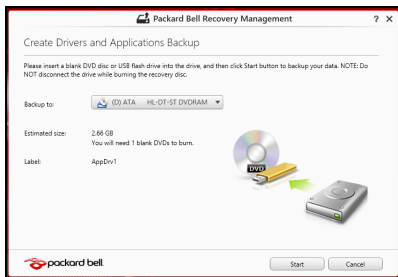 Packard Bell Recovery Management
? X
Create Drivers and Applications Backup
Please insert a blank DVD disc or USB flash drive into the drive, and then click Start button to backup your data. NOTE: Do
NOT disconnect the drive while burning the recovery disc.
Backup to: (D) ATA HL-DT-ST DVDRAM
Estimated size: 2.66 GB
You will need 1 blank DVDs to burn.
Label: AppDrv1
DVD
packard bell.
Start Cancel